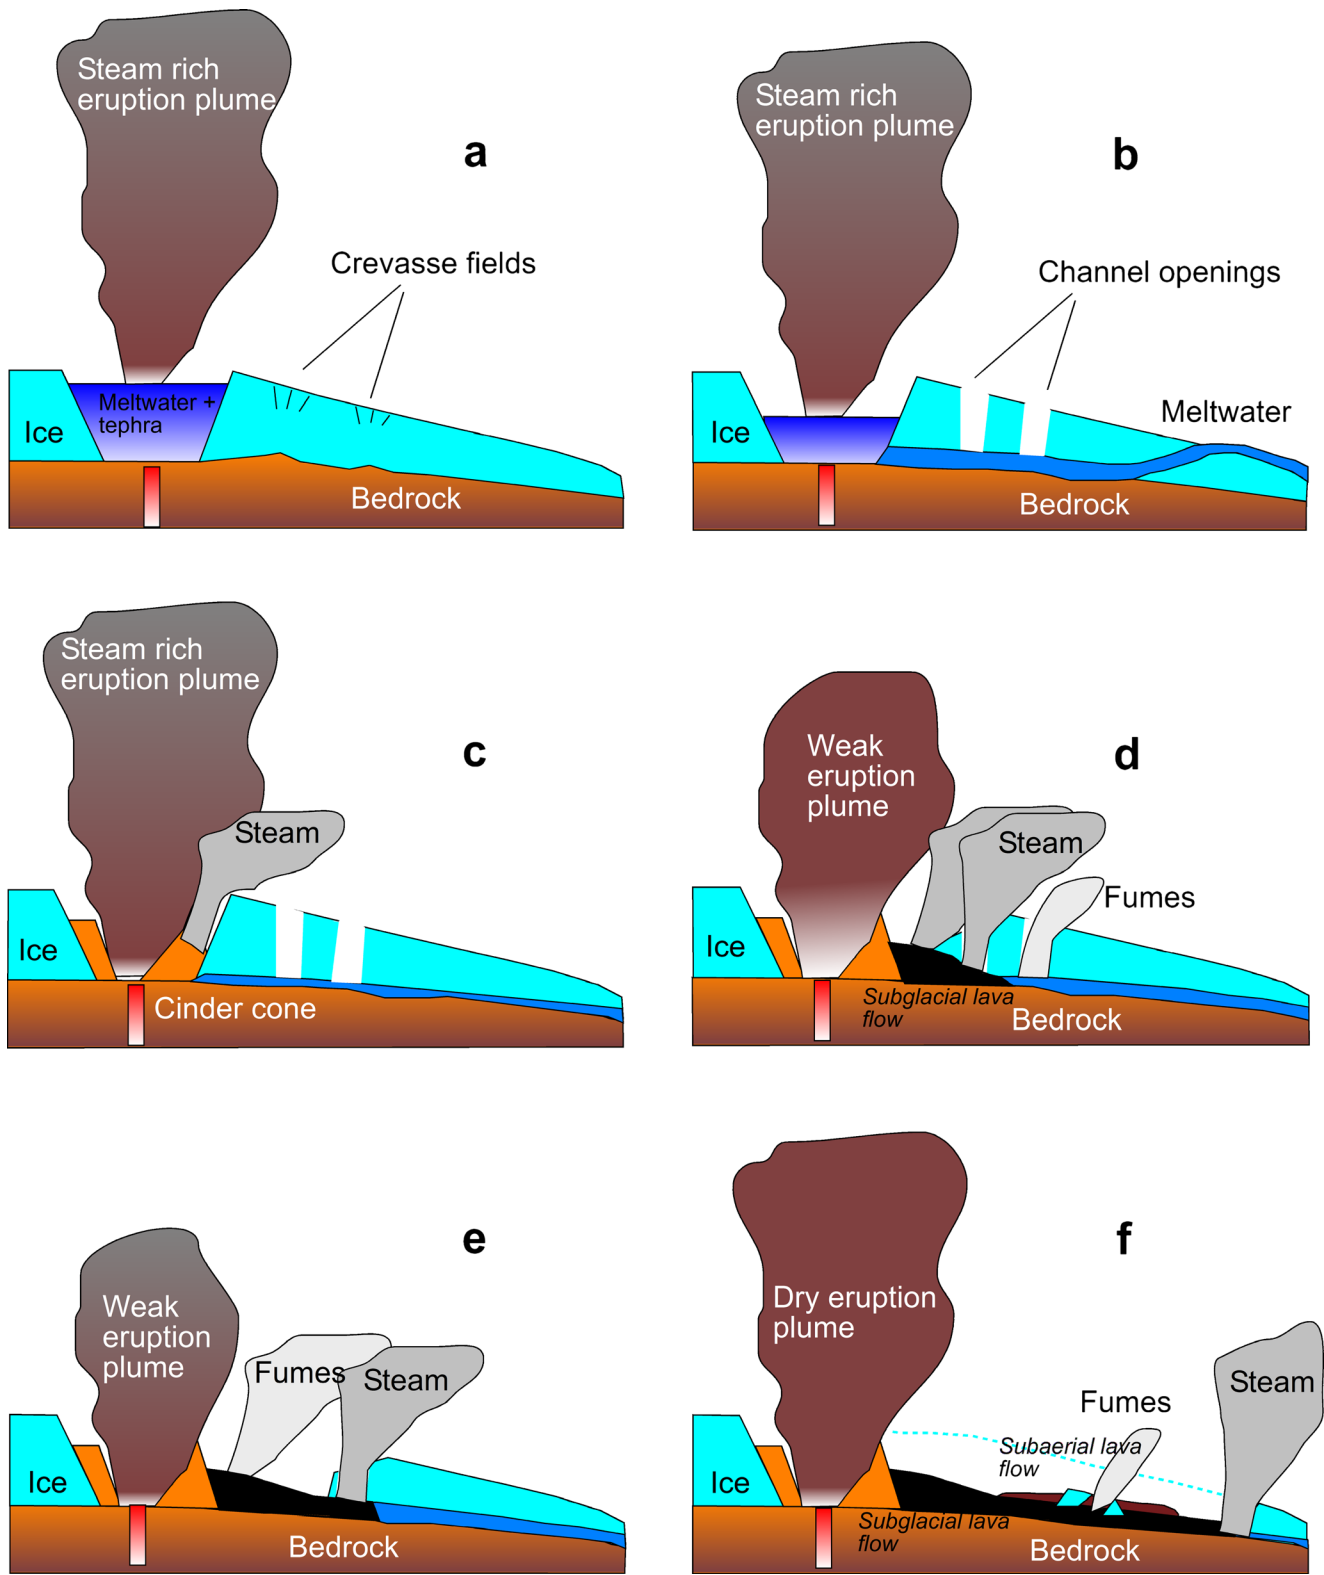 Steam rich
eruption plume
a
Crevasse fields
Meltwater +
tephra
Ice
Bedrock
Steam rich
eruption plume
b
Channel openings
Meltwater
Ice
Bedrock
Steam rich
eruption plume
c
Steam
Ice
Cinder cone
Weak
eruption
plume
d
Steam
Fumes
Ice
Subglacial lava
flow
Bedrock
e
Weak
eruption
plume
Fumes
Steam
Ice
Bedrock
f
Dry eruption
plume
Steam
Fumes
Subaerial lava
flow
Ice
Subglacial lava
flow
Bedrock